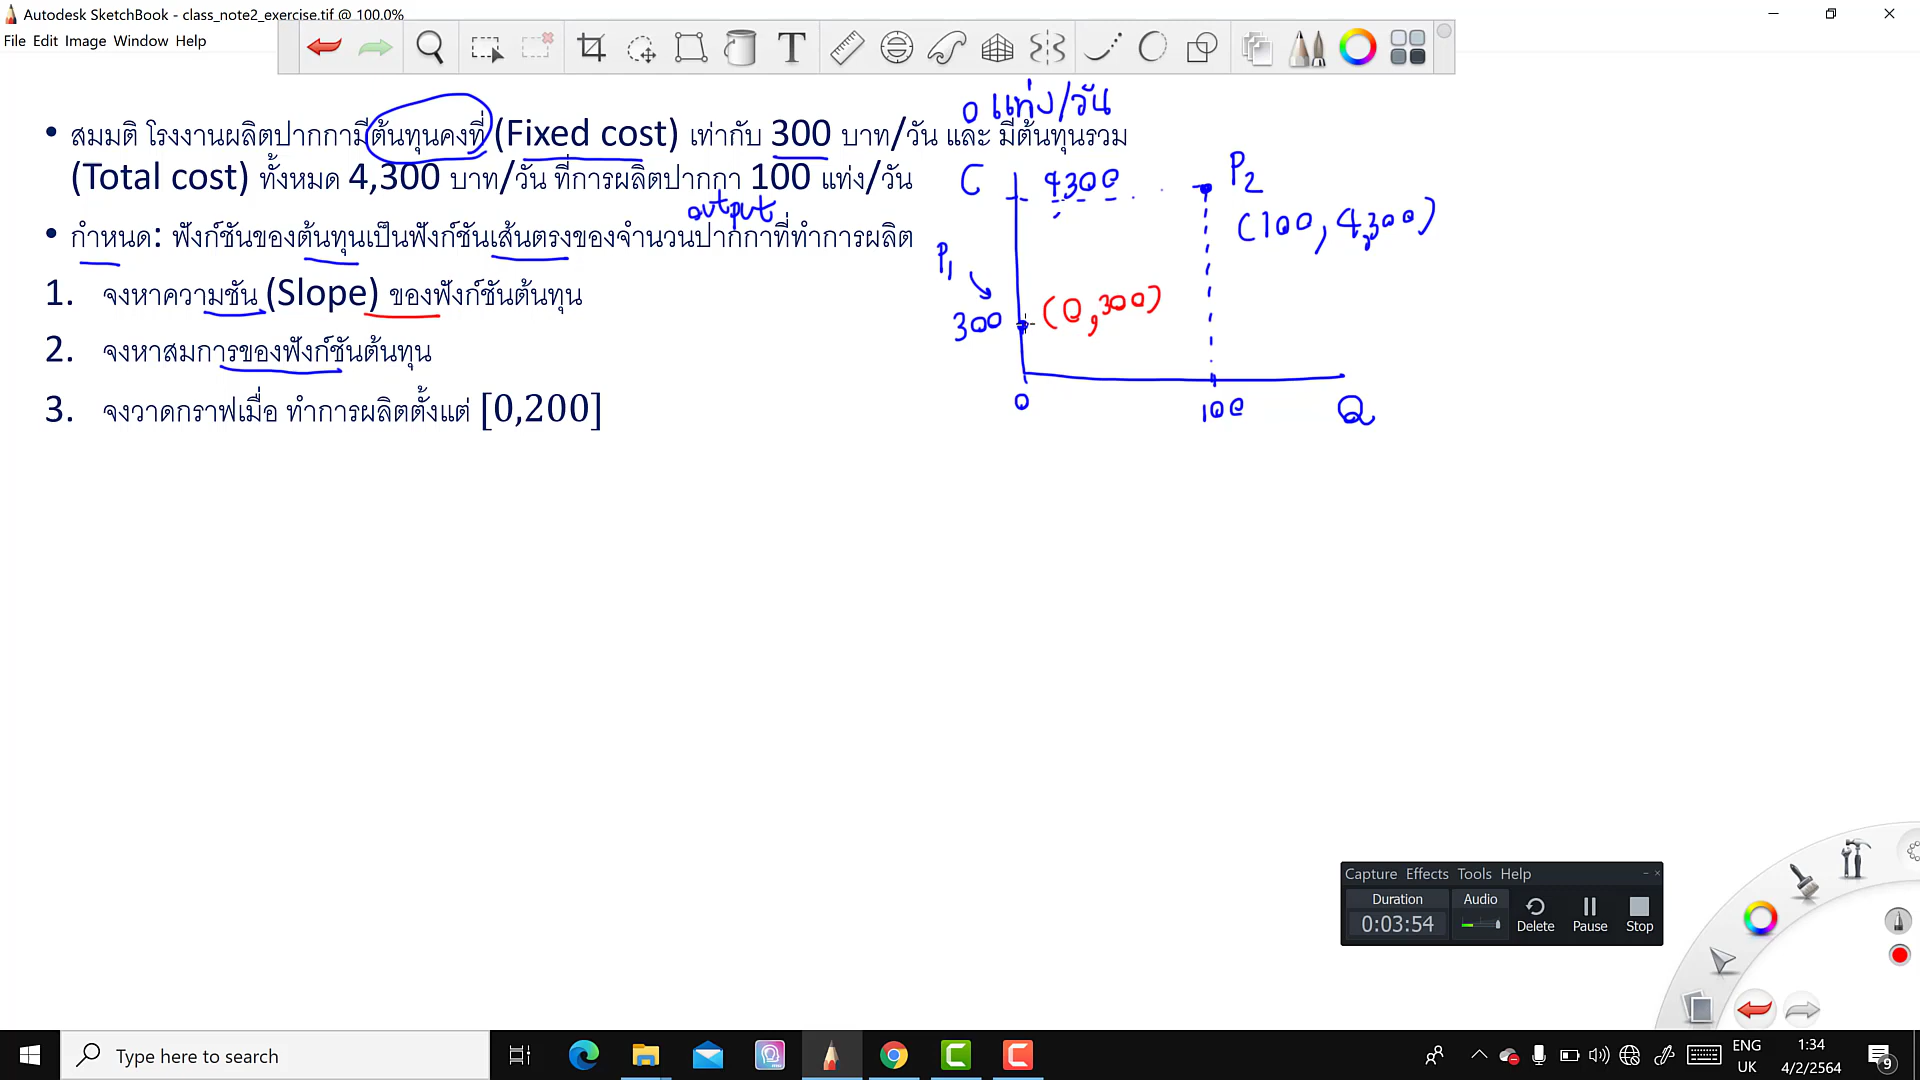 Autodesk SketchBook - class_note2_exercise.tif @ 100.0%
File Edit Image Window Help
0 แท่ง/วัน
• สมมติ โรงงานผลิตปากกามีต้นทุนคงที่ (Fixed cost) เท่ากับ 300 บาท/วัน และ มีต้นทุนรวม
(Total cost) ทั้งหมด 4,300 บาท/วัน ที่การผลิตปากกา 100 แท่ง/วัน
output
• กำหนด: ฟังก์ชันของต้นทุนเป็นฟังก์ชันเส้นตรงของจำนวนปากกาที่ทำการผลิต
1. จงหาความชัน (Slope) ของฟังก์ชันต้นทุน
2. จงหาสมการของฟังก์ชันต้นทุน
3. จงวาดกราฟเมื่อ ทำการผลิตตั้งแต่ [0,200]
C 4300 P2
(100, 4,300)
P1
300 (0,300)
0 100 Q
Capture Effects Tools Help
Duration Audio
0:03:54 Delete Pause Stop
Type here to search
ENG
UK
1:34
4/2/2564
9